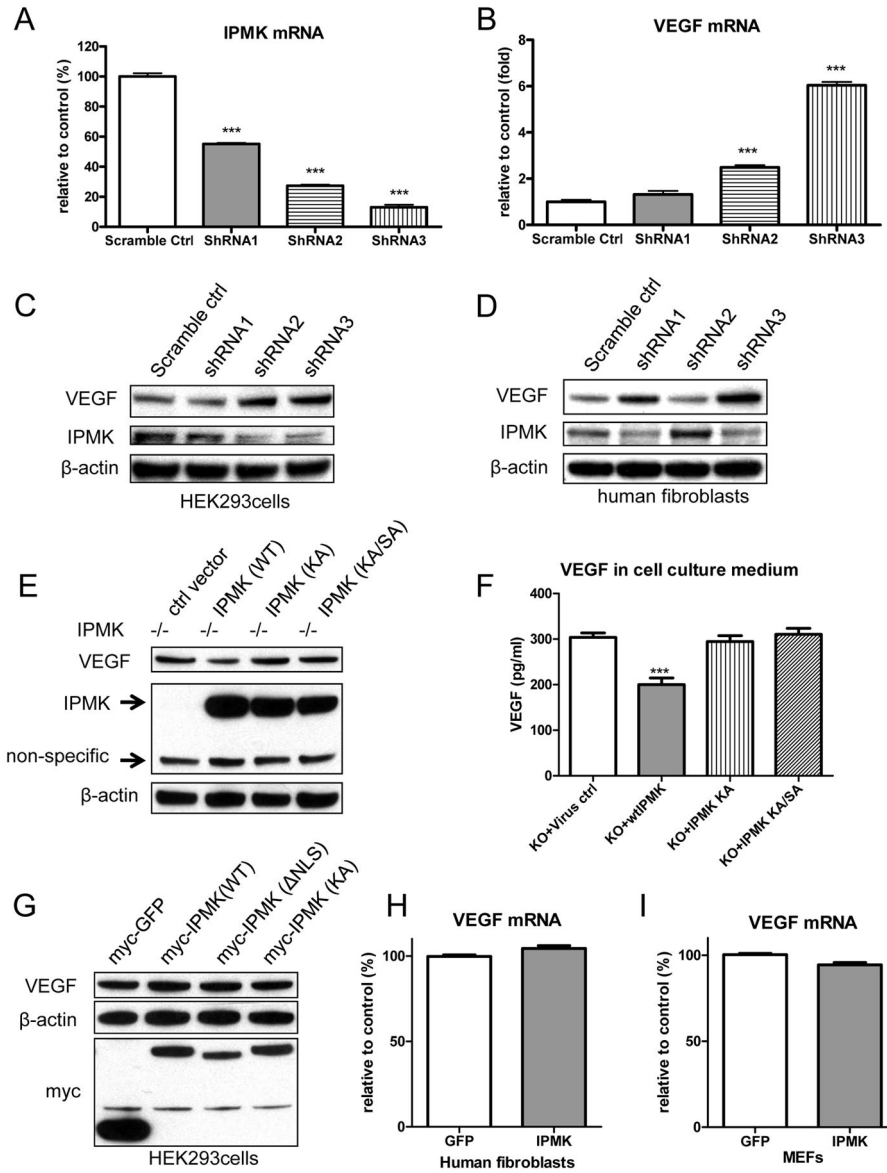 A
IPMK mRNA
relative to control (%)
120
100
80
60
40
20
0
***
***
***
Scramble Ctrl
ShRNA1
ShRNA2
ShRNA3
B
VEGF mRNA
relative to control (fold)
8
6
4
2
0
***
***
Scramble Ctrl
ShRNA1
ShRNA2
ShRNA3
C
Scramble ctrl
shRNA1
shRNA2
shRNA3
VEGF
IPMK
β-actin
HEK293cells
D
Scramble ctrl
shRNA1
shRNA2
shRNA3
VEGF
IPMK
β-actin
human fibroblasts
E
ctrl vector
IPMK (WT)
IPMK (KA)
IPMK (KA/SA)
IPMK -/- -/- -/- -/-
VEGF
IPMK
non-specific
β-actin
F
VEGF in cell culture medium
VEGF (pg/ml)
400
300
200
100
0
***
KO+Virus ctrl
KO+wtIPMK
KO+IPMK KA
KO+IPMK KA/SA
G
myc-GFP
myc-IPMK(WT)
myc-IPMK (ΔNLS)
myc-IPMK (KA)
VEGF
β-actin
myc
HEK293cells
H
VEGF mRNA
relative to control (%)
100
50
0
GFP
IPMK
Human fibroblasts
I
VEGF mRNA
relative to control (%)
100
50
0
GFP
IPMK
MEFs